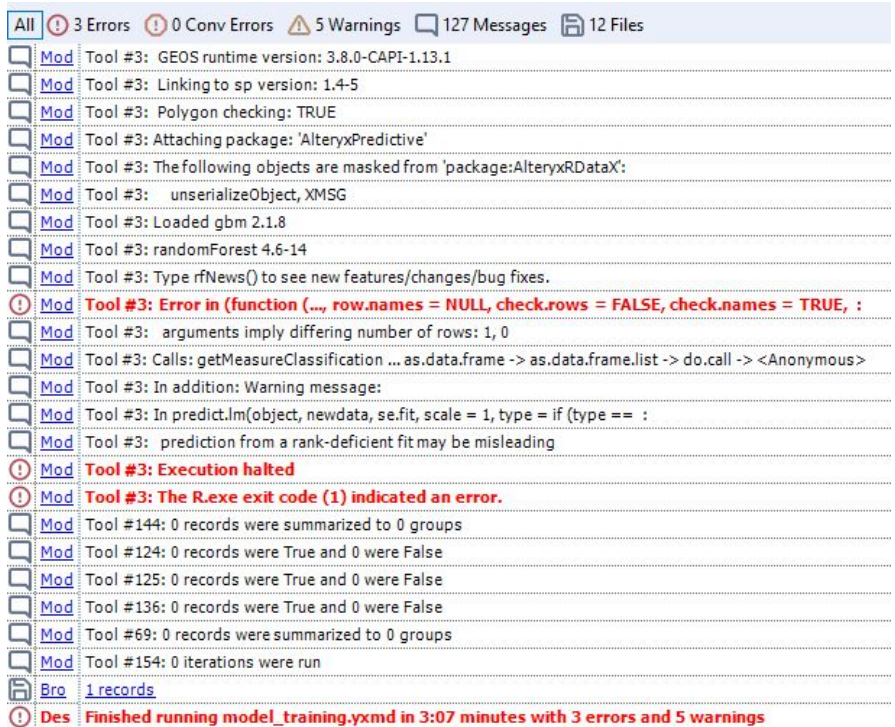 All 3 Errors 0 Conv Errors 5 Warnings 127 Messages 12 Files
Mod Tool #3: GEOS runtime version: 3.8.0-CAPI-1.13.1
Mod Tool #3: Linking to sp version: 1.4-5
Mod Tool #3: Polygon checking: TRUE
Mod Tool #3: Attaching package: 'AlteryxPredictive'
Mod Tool #3: The following objects are masked from 'package:AlteryxRDataX':
Mod Tool #3: unserializeObject, XMSG
Mod Tool #3: Loaded gbm 2.1.8
Mod Tool #3: randomForest 4.6-14
Mod Tool #3: Type rfNews() to see new features/changes/bug fixes.
Mod Tool #3: Error in (function (..., row.names = NULL, check.rows = FALSE, check.names = TRUE, :
Mod Tool #3: arguments imply differing number of rows: 1, 0
Mod Tool #3: Calls: getMeasureClassification ... as.data.frame -> as.data.frame.list -> do.call -> <Anonymous>
Mod Tool #3: In addition: Warning message:
Mod Tool #3: In predict.lm(object, newdata, se.fit, scale = 1, type = if (type == :
Mod Tool #3: prediction from a rank-deficient fit may be misleading
Mod Tool #3: Execution halted
Mod Tool #3: The R.exe exit code (1) indicated an error.
Mod Tool #144: 0 records were summarized to 0 groups
Mod Tool #124: 0 records were True and 0 were False
Mod Tool #125: 0 records were True and 0 were False
Mod Tool #136: 0 records were True and 0 were False
Mod Tool #69: 0 records were summarized to 0 groups
Mod Tool #154: 0 iterations were run
Bro 1 records
Des Finished running model_training.yxmd in 3:07 minutes with 3 errors and 5 warnings